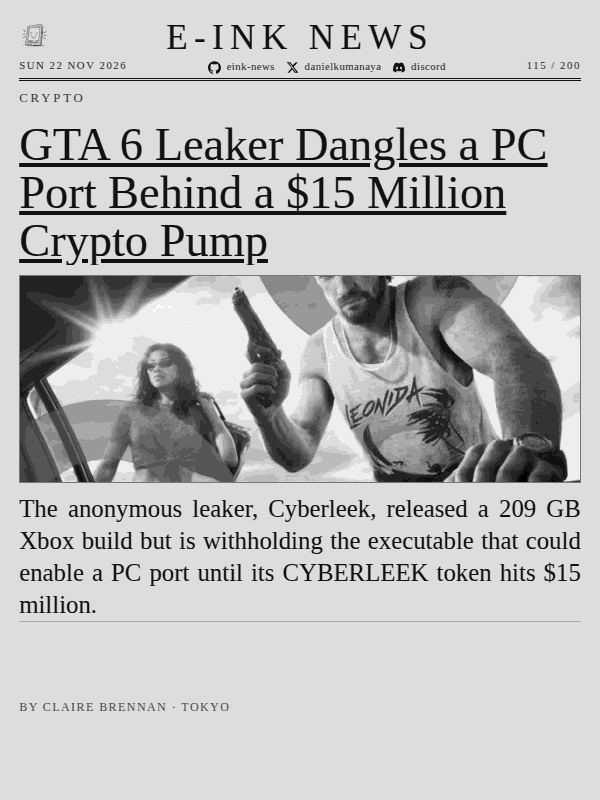 E-INK NEWS
SUN 22 NOV 2026
eink-news
danielkumanaya
discord
115 / 200
CRYPTO
GTA 6 Leaker Dangles a PC
Port Behind a $15 Million
Crypto Pump
LEONIDA
The anonymous leaker, Cyberleek, released a 209 GB
Xbox build but is withholding the executable that could
enable a PC port until its CYBERLEEK token hits $15
million.
BY CLAIRE BRENNAN · TOKYO